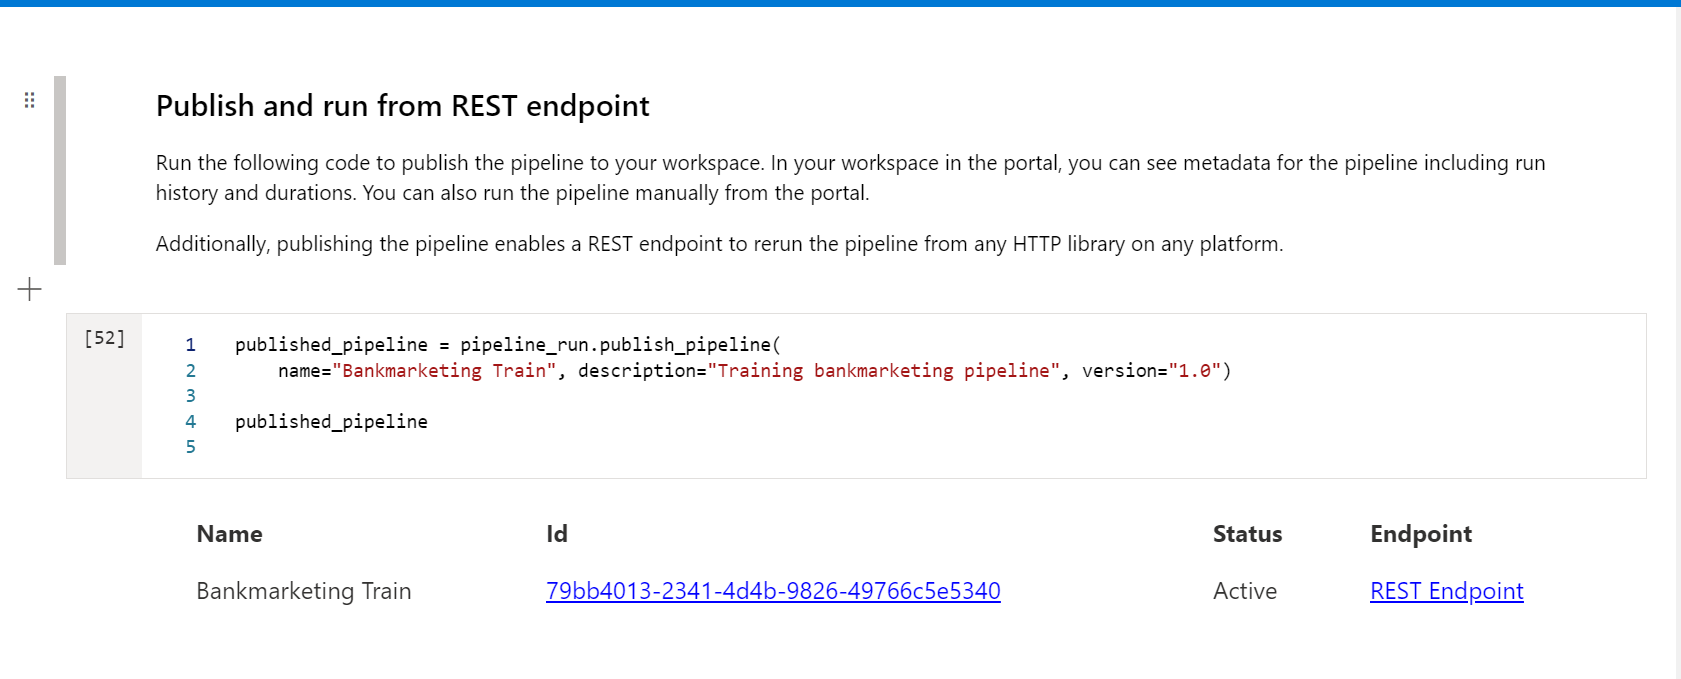 Publish and run from REST endpoint
Run the following code to publish the pipeline to your workspace. In your workspace in the portal, you can see metadata for the pipeline including run
history and durations. You can also run the pipeline manually from the portal.
Additionally, publishing the pipeline enables a REST endpoint to rerun the pipeline from any HTTP library on any platform.
[52]
1 published_pipeline = pipeline_run.publish_pipeline(
2     name="Bankmarketing Train", description="Training bankmarketing pipeline", version="1.0")
3
4 published_pipeline
5
Name Id Status Endpoint
Bankmarketing Train 79bb4013-2341-4d4b-9826-49766c5e5340 Active REST Endpoint